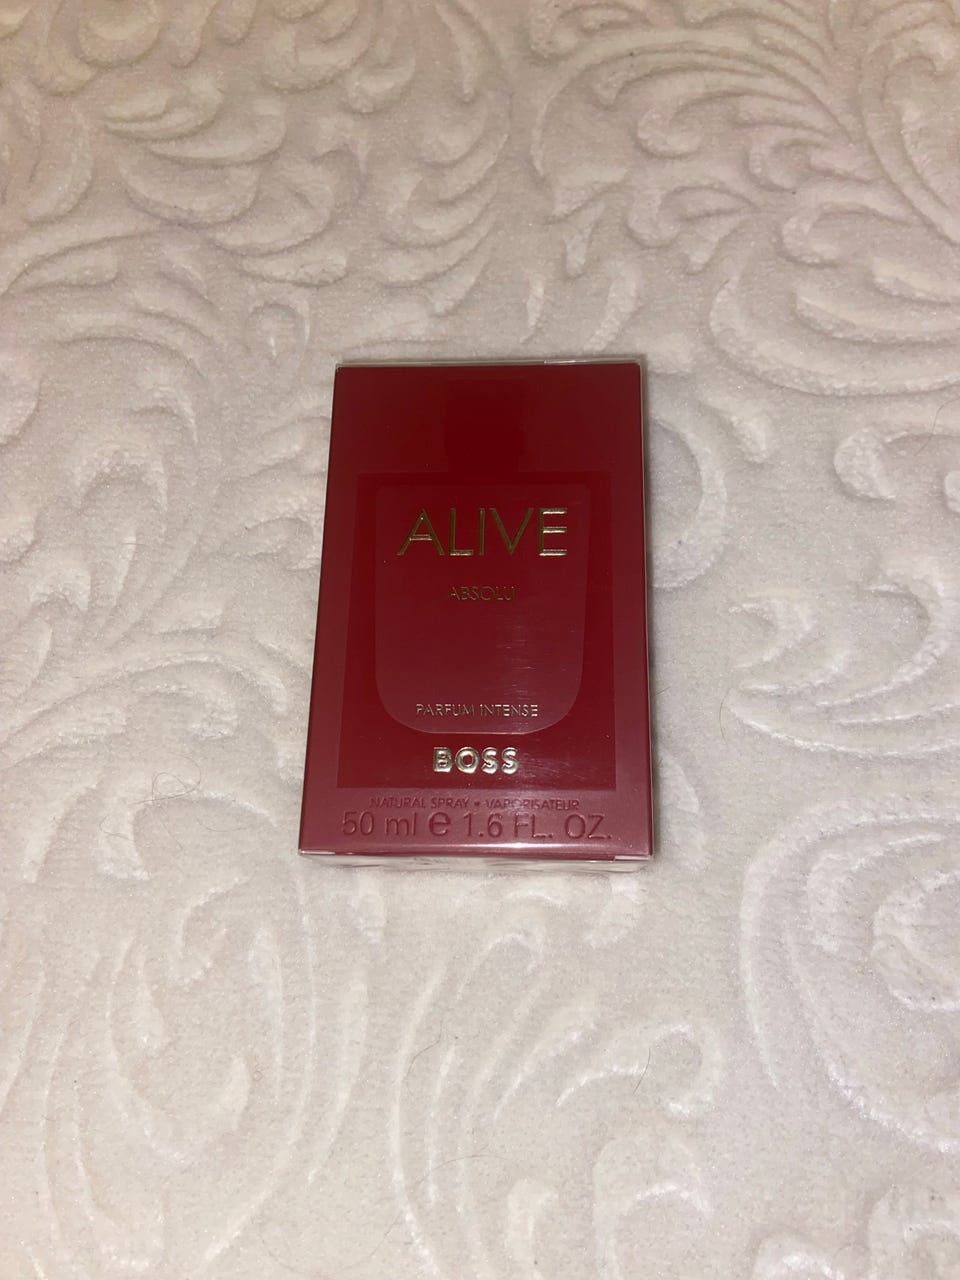 ALIVE
ABSOLU
PARFUM INTENSE
BOSS
NATURAL SPRAY • VAPORISATEUR
50 ml ℮ 1.6 FL. OZ.